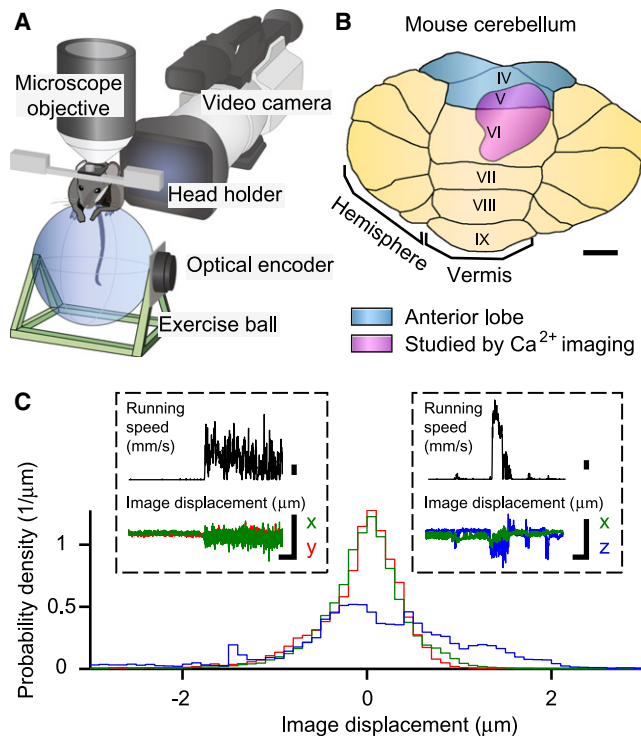 A
Microscope
objective
Video camera
Head holder
Optical encoder
Exercise ball
B
Mouse cerebellum
IV
V
VI
VII
VIII
II
IX
Hemisphere
Vermis
Anterior lobe
Studied by Ca²⁺ imaging
C
Running
speed
(mm/s)
Image displacement (μm)
x
y
Running
speed
(mm/s)
Image displacement (μm)
x
z
Probability density (1/μm)
1
0.5
0
-2
0
2
Image displacement (μm)